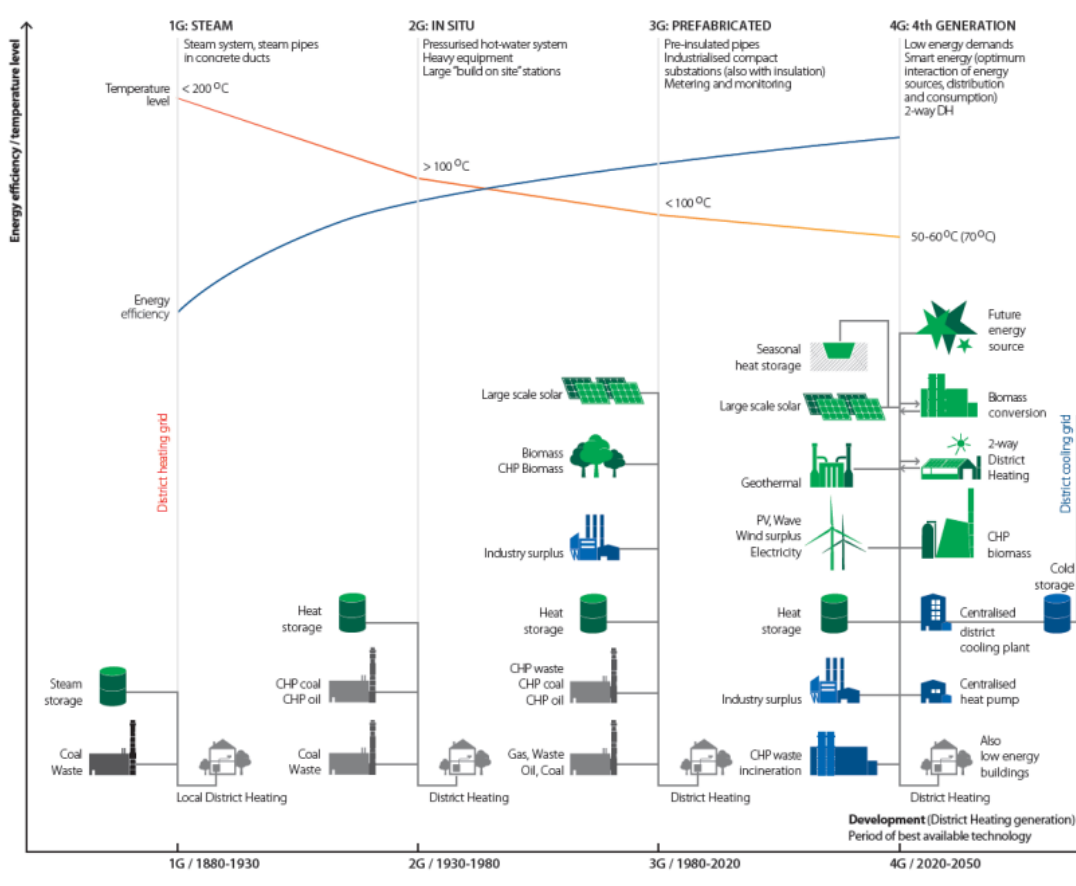 1G: STEAM
Steam system, steam pipes
in concrete ducts
2G: IN SITU
Pressurised hot-water system
Heavy equipment
Large "build on site" stations
3G: PREFABRICATED
Pre-insulated pipes
Industrialised compact
substations (also with insulation)
Metering and monitoring
4G: 4th GENERATION
Low energy demands
Smart energy (optimum
interaction of energy
sources, distribution
and consumption)
2-way DH
Energy efficiency / temperature level
Temperature
level
< 200 °C
> 100 °C
< 100 °C
50-60 °C (70 °C)
Energy
efficiency
District heating grid
Large scale solar
Biomass
CHP Biomass
Industry surplus
Seasonal
heat storage
Large scale solar
Geothermal
PV, Wave
Wind surplus
Electricity
Future
energy
source
Biomass
conversion
2-way
District
Heating
CHP
biomass
District cooling grid
Cold
storage
Steam
storage
Coal
Waste
Local District Heating
Heat
storage
CHP coal
CHP oil
Coal
Waste
District Heating
Heat
storage
CHP waste
CHP coal
CHP oil
Gas, Waste
Oil, Coal
District Heating
Heat
storage
Industry surplus
CHP waste
incineration
Centralised
district
cooling plant
Centralised
heat pump
Also
low energy
buildings
District Heating
Development (District Heating generation)
Period of best available technology
1G / 1880-1930
2G / 1930-1980
3G / 1980-2020
4G / 2020-2050